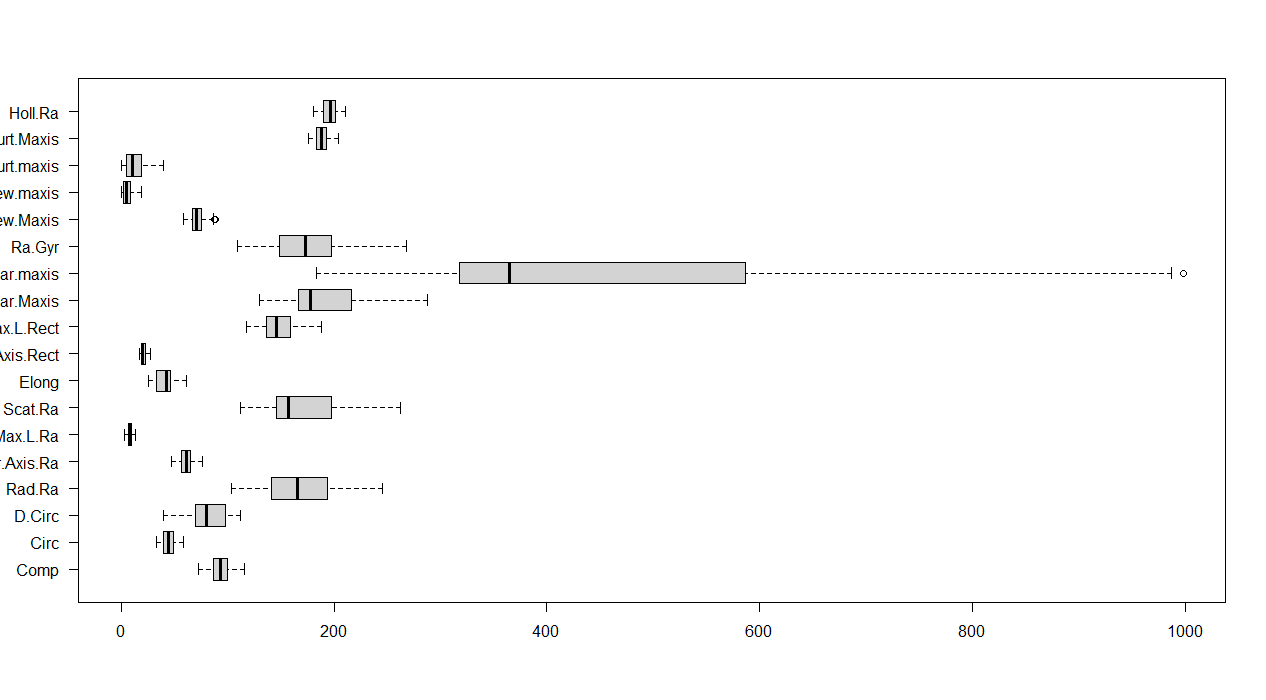 Holl.Ra
urt.Maxis
urt.maxis
ew.maxis
ew.Maxis
Ra.Gyr
ar.maxis
ar.Maxis
ax.L.Rect
Axis.Rect
Elong
Scat.Ra
Max.L.Ra
r.Axis.Ra
Rad.Ra
D.Circ
Circ
Comp
0 200 400 600 800 1000